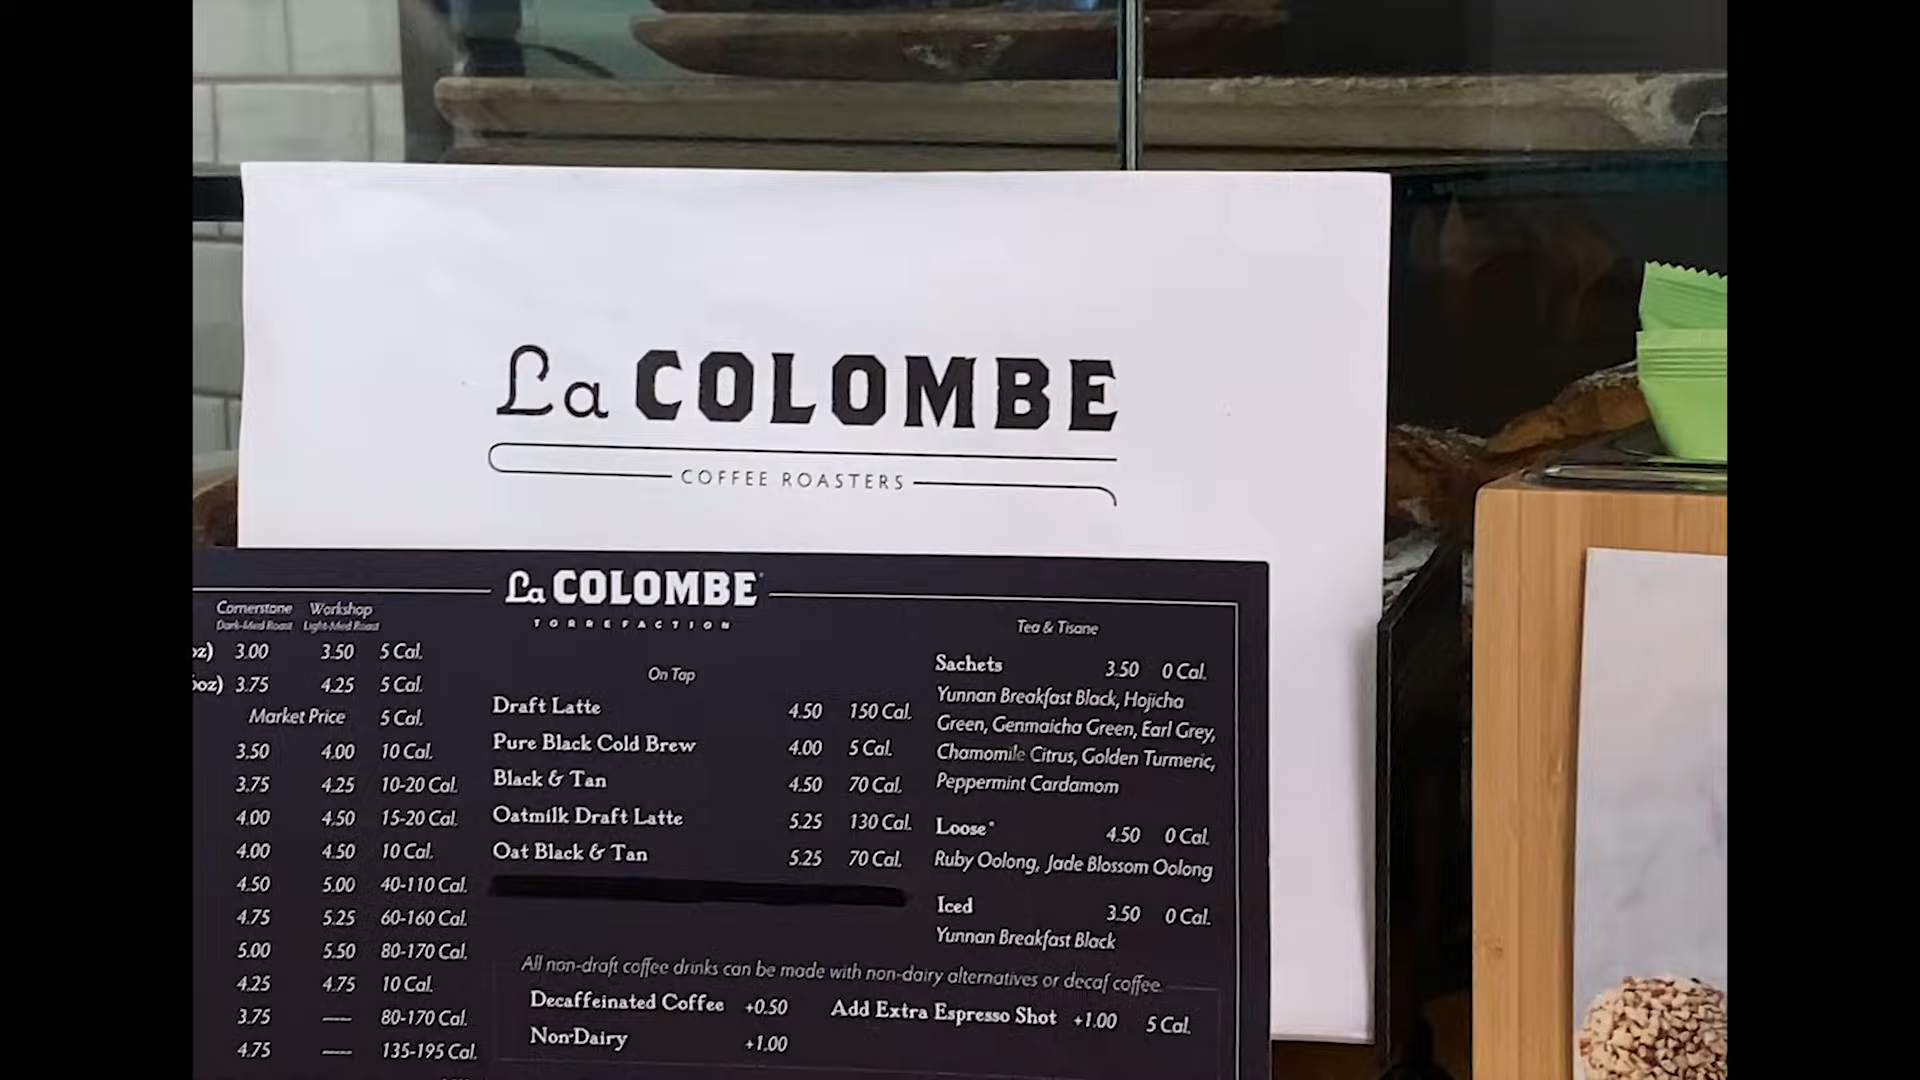 La COLOMBE
COFFEE ROASTERS
La COLOMBE
TORREFACTION
Cornerstone Workshop
Dark-Med Roast Light-Med Roast
oz) 3.00 3.50 5 Cal.
oz) 3.75 4.25 5 Cal.
Market Price 5 Cal.
3.50 4.00 10 Cal.
3.75 4.25 10-20 Cal.
4.00 4.50 15-20 Cal.
4.00 4.50 10 Cal.
4.50 5.00 40-110 Cal.
4.75 5.25 60-160 Cal.
5.00 5.50 80-170 Cal.
4.25 4.75 10 Cal.
3.75 — 80-170 Cal.
4.75 — 135-195 Cal.
On Tap
Draft Latte 4.50 150 Cal.
Pure Black Cold Brew 4.00 5 Cal.
Black & Tan 4.50 70 Cal.
Oatmilk Draft Latte 5.25 130 Cal.
Oat Black & Tan 5.25 70 Cal.
Tea & Tisane
Sachets 3.50 0 Cal.
Yunnan Breakfast Black, Hojicha
Green, Genmaicha Green, Earl Grey,
Chamomile Citrus, Golden Turmeric,
Peppermint Cardamom
Loose* 4.50 0 Cal.
Ruby Oolong, Jade Blossom Oolong
Iced 3.50 0 Cal.
Yunnan Breakfast Black
All non-draft coffee drinks can be made with non-dairy alternatives or decaf coffee.
Decaffeinated Coffee +0.50 Add Extra Espresso Shot +1.00 5 Cal.
Non-Dairy +1.00